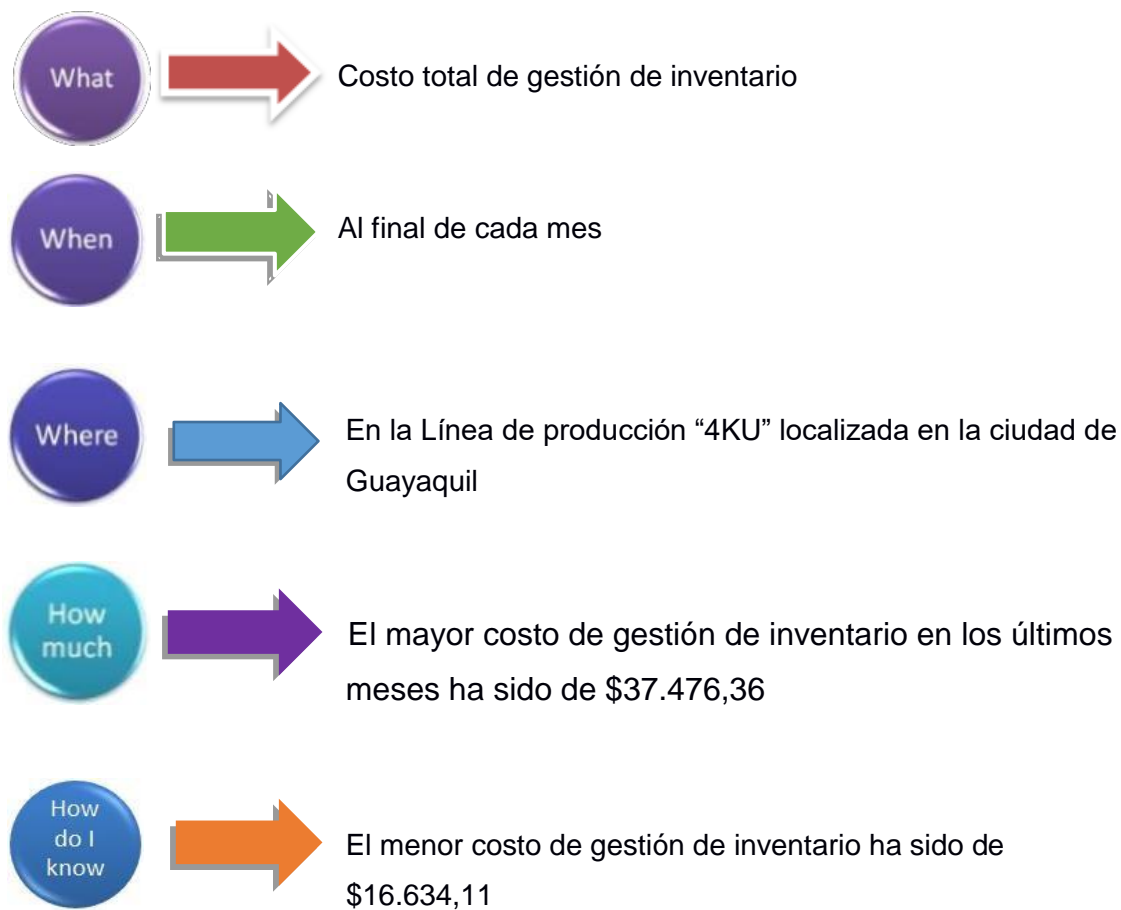 What
Costo total de gestión de inventario
When
Al final de cada mes
Where
En la Línea de producción “4KU” localizada en la ciudad de
Guayaquil
How
much
El mayor costo de gestión de inventario en los últimos
meses ha sido de $37.476,36
How
do I
know
El menor costo de gestión de inventario ha sido de
$16.634,11